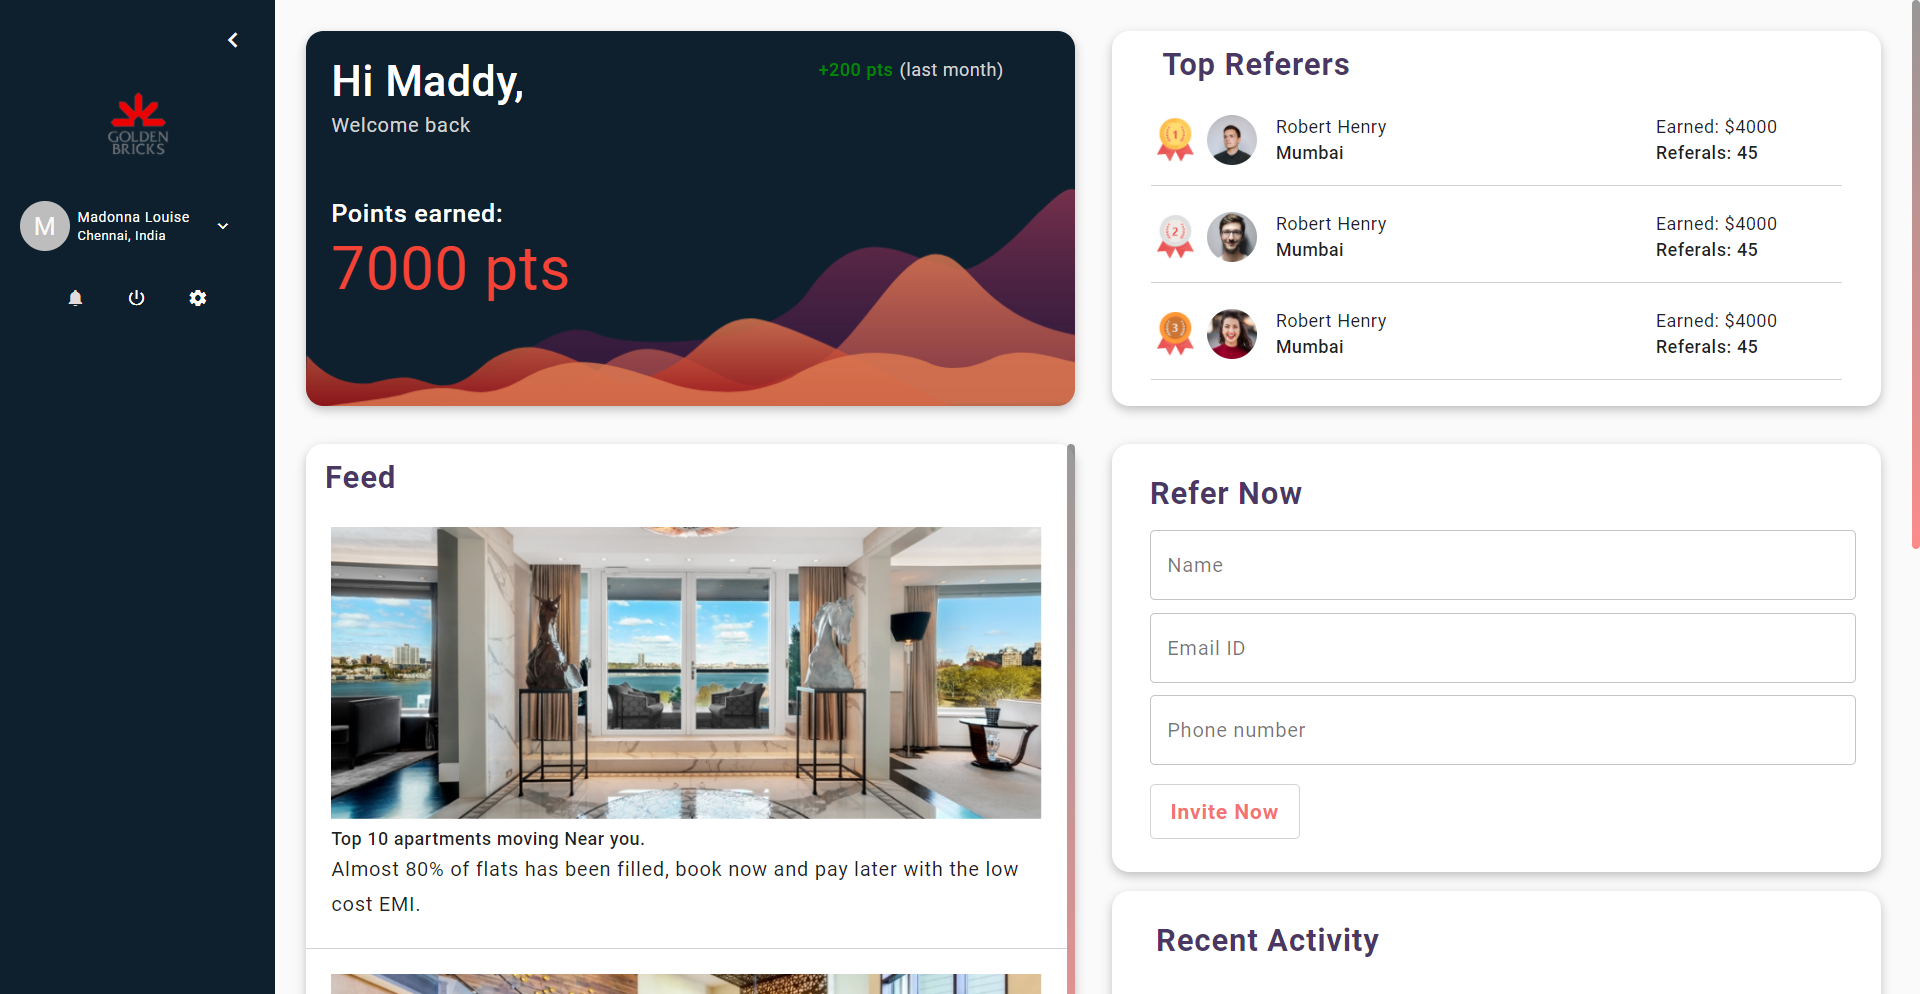 GOLDEN
BRICKS
M
Madonna Louise
Chennai, India
Hi Maddy,
+200 pts (last month)
Welcome back
Points earned:
7000 pts
Top Referers
1
Robert Henry
Earned: $4000
Mumbai
Referals: 45
2
Robert Henry
Earned: $4000
Mumbai
Referals: 45
3
Robert Henry
Earned: $4000
Mumbai
Referals: 45
Feed
Top 10 apartments moving Near you.
Almost 80% of flats has been filled, book now and pay later with the low
cost EMI.
Refer Now
Name
Email ID
Phone number
Invite Now
Recent Activity